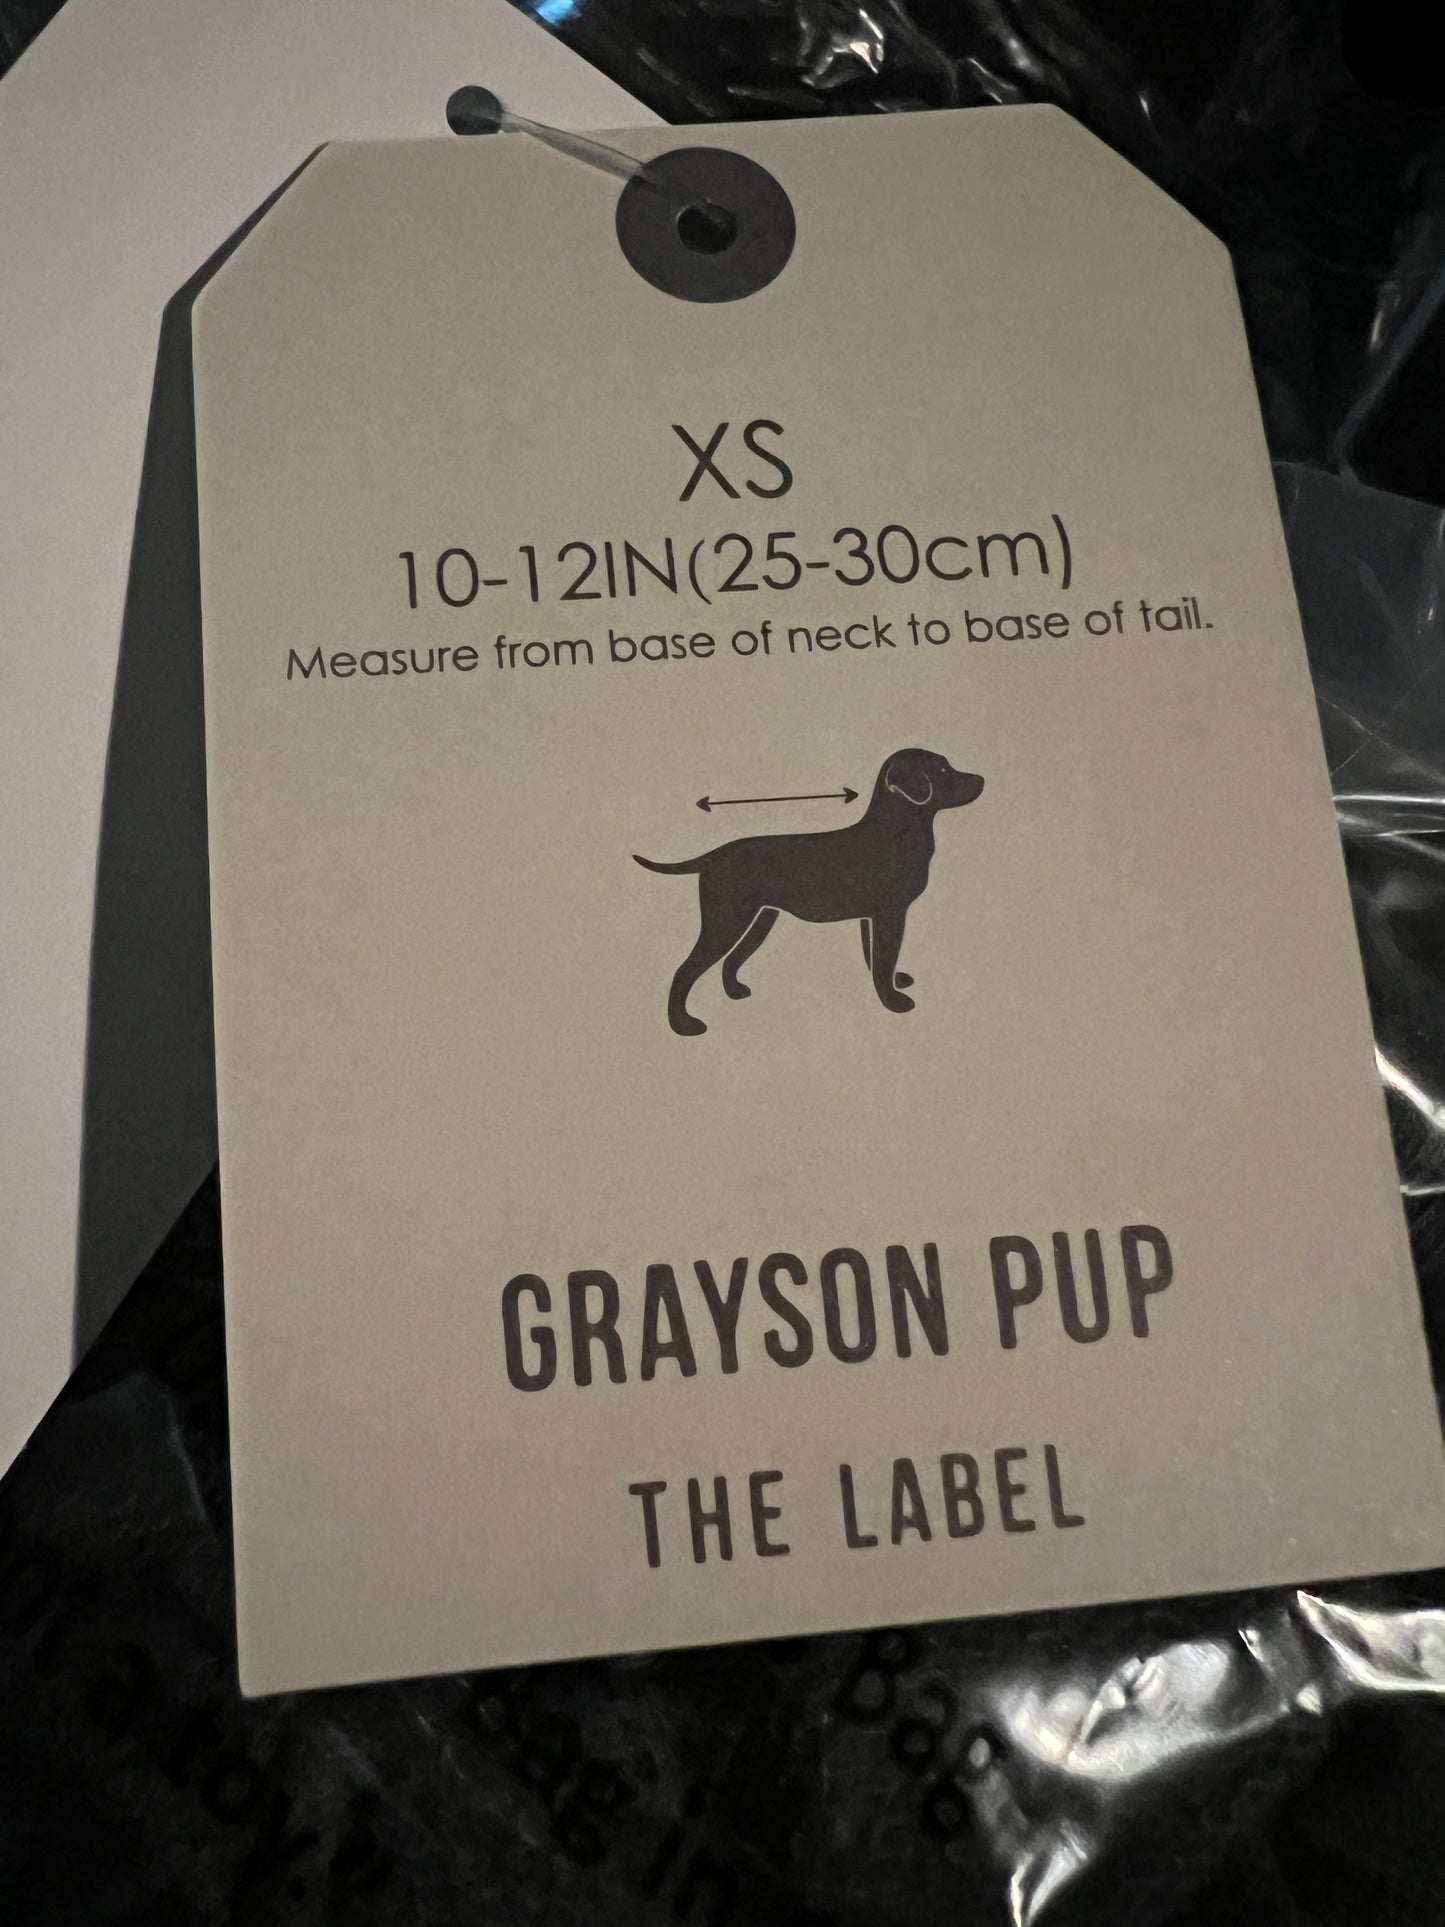 XS
10-12IN(25-30cm)
Measure from base of neck to base of tail.
GRAYSON PUP
THE LABEL